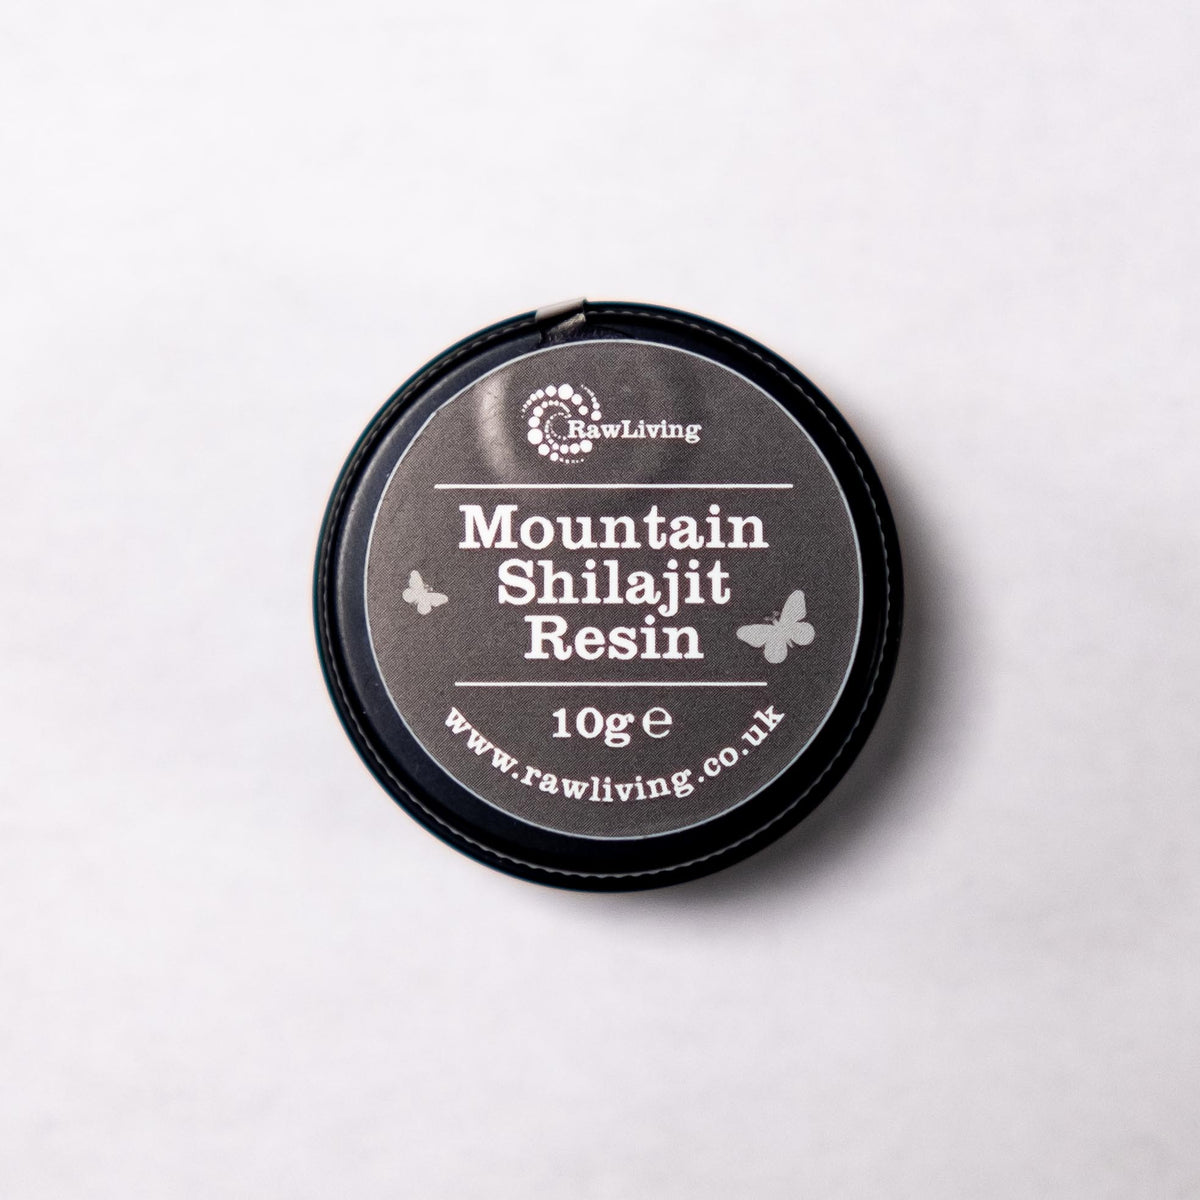 RawLiving
Mountain
Shilajit
Resin
10g ℮
www.rawliving.co.uk